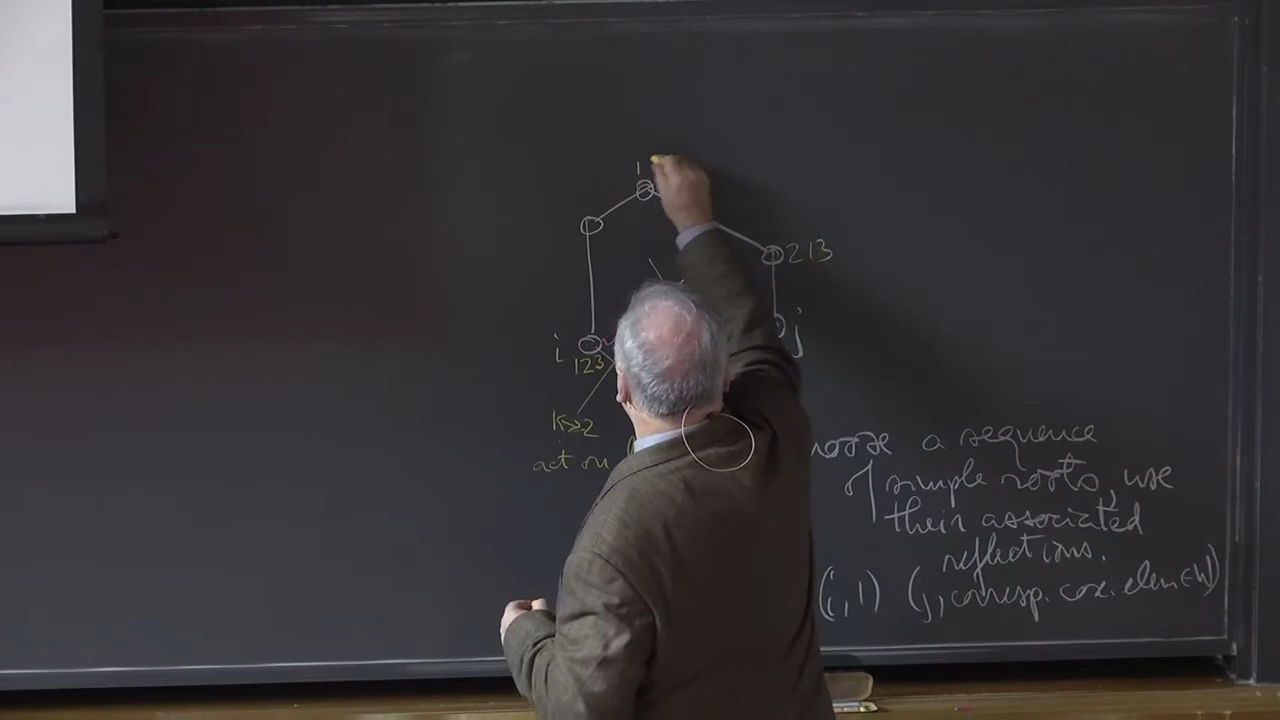 1
213
i
j
123
K≥2
act on
a sequence
of simple roots, use
their associated
reflections.
(i, 1) (j, corresp. cox. elem ∈ W)